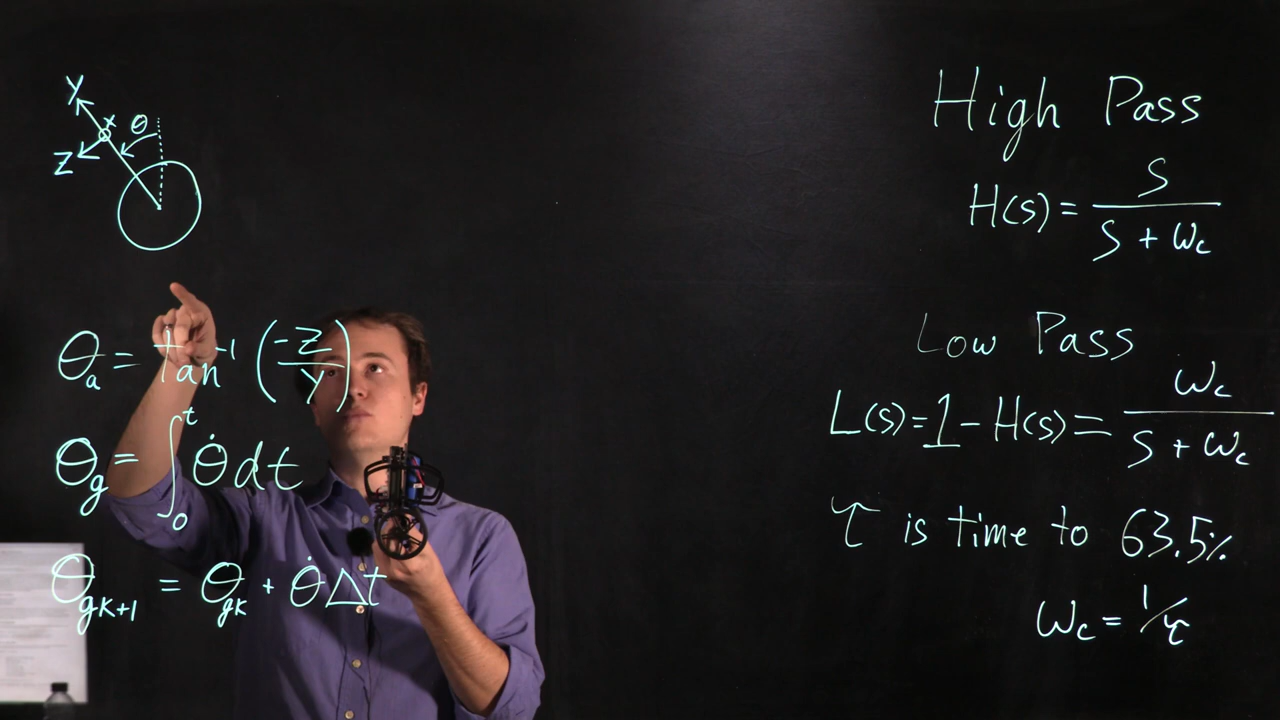 Y
x θ
Z
θa = Tan⁻¹ (-Z/Y)
θg = ∫₀ᵗ θ̇ dt
θgk+1 = θgk + θ̇ Δt
High Pass
H(s) = S/(S + ωc)
Low Pass
L(s) = 1 - H(s) = ωc/(S + ωc)
τ is time to 63.5%
ωc = 1/τ